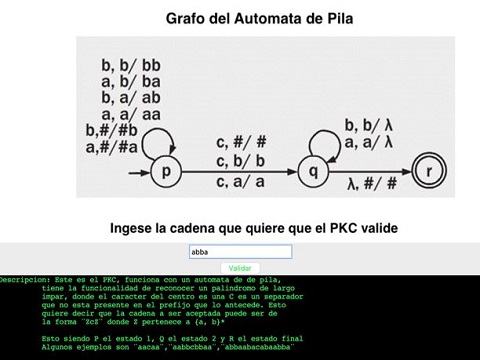 Grafo del Automata de Pila
b, b/ bb
a, b/ ba
b, a/ ab
a, a/ aa
b,#/#b
a,#/#a
c, #/ #
c, b/ b
c, a/ a
b, b/ λ
a, a/ λ
p
q
r
λ, #/ #
Ingese la cadena que quiere que el PKC valide
abba
Validar
Descripcion: Este es el PKC, funciona con un automata de de pila,
tiene la funcionalidad de reconocer un palindromo de largo
impar, donde el caracter del centro es una C es un separador
que no esta presente en el prefijo que lo antecede. Esto
quiere decir que la cadena a ser aceptada puede ser de
la forma ¨ZcZ¨ donde Z pertenece a {a, b}*
Esto siendo P el estado 1, Q el estado 2 y R el estado final
Algunos ejemplos son ¨aacaa¨,¨aabbcbbaa¨,¨abbaabacabaabba¨